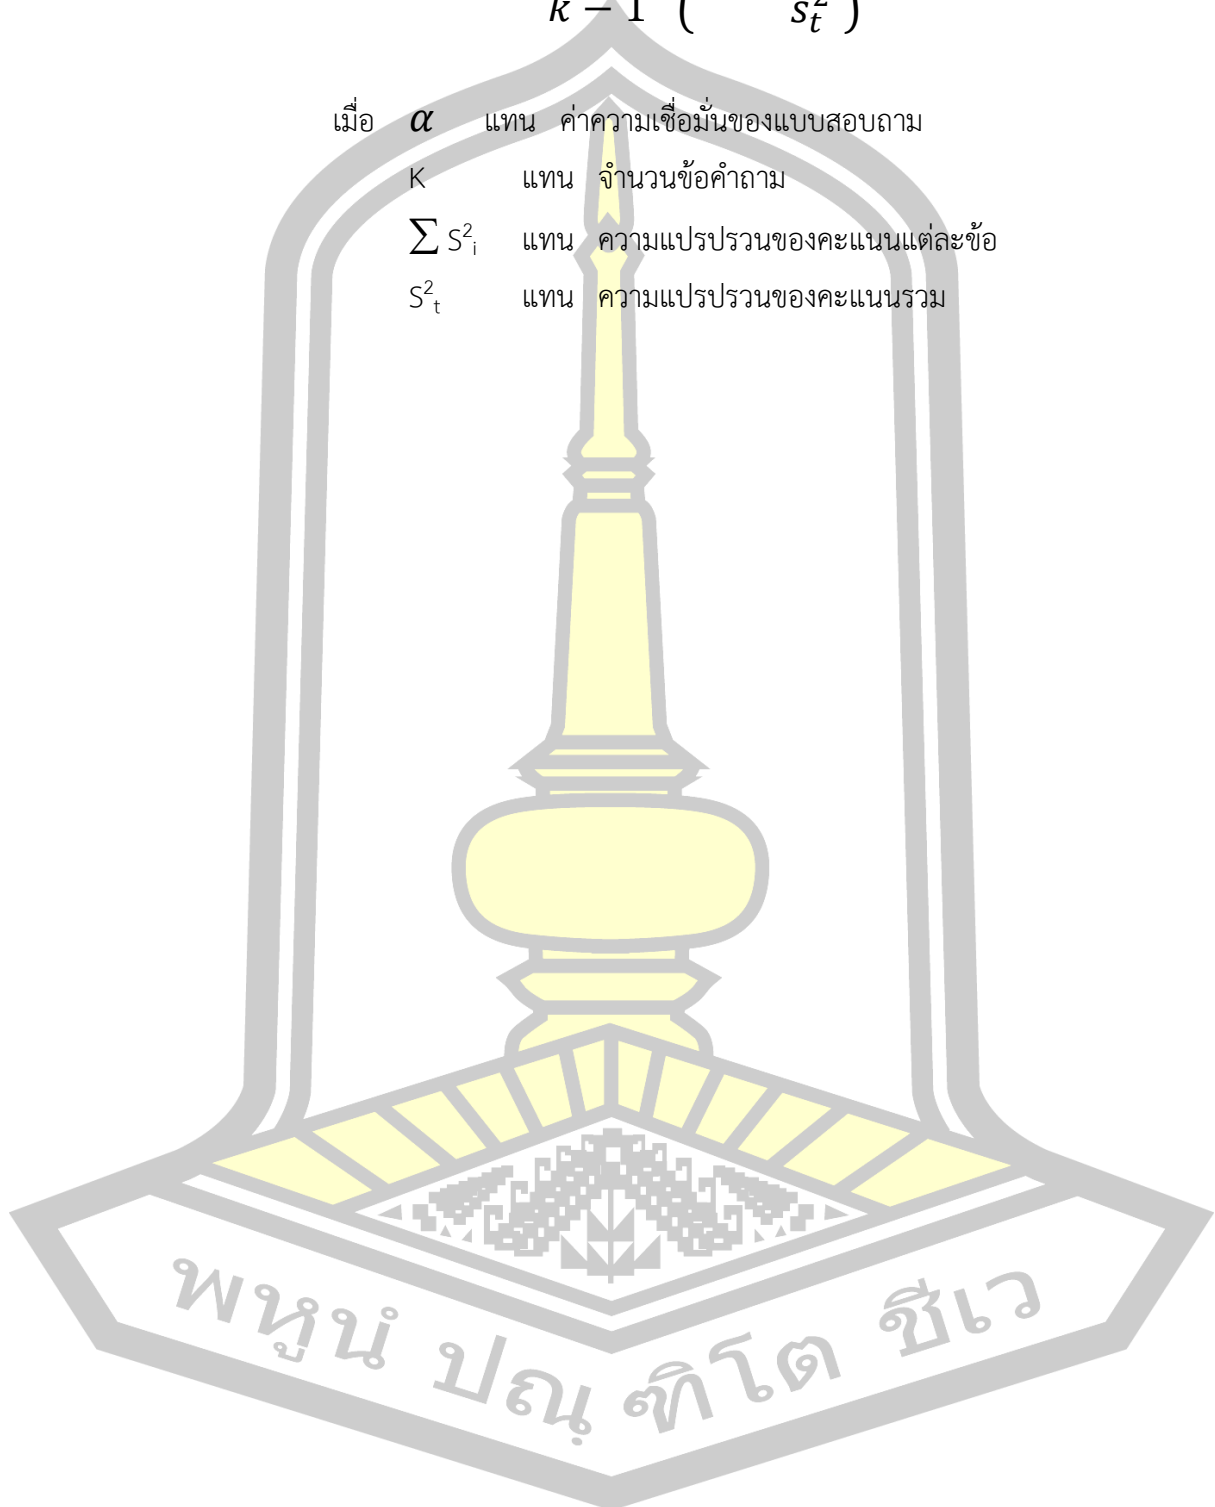 k − 1 ( s_t^2 )
เมื่อ α แทน ค่าความเชื่อมั่นของแบบสอบถาม
K แทน จำนวนข้อคำถาม
∑ S²ᵢ แทน ความแปรปรวนของคะแนนแต่ละข้อ
S²ₜ แทน ความแปรปรวนของคะแนนรวม
พหูนํ ปณฺฑิโต ชีเว